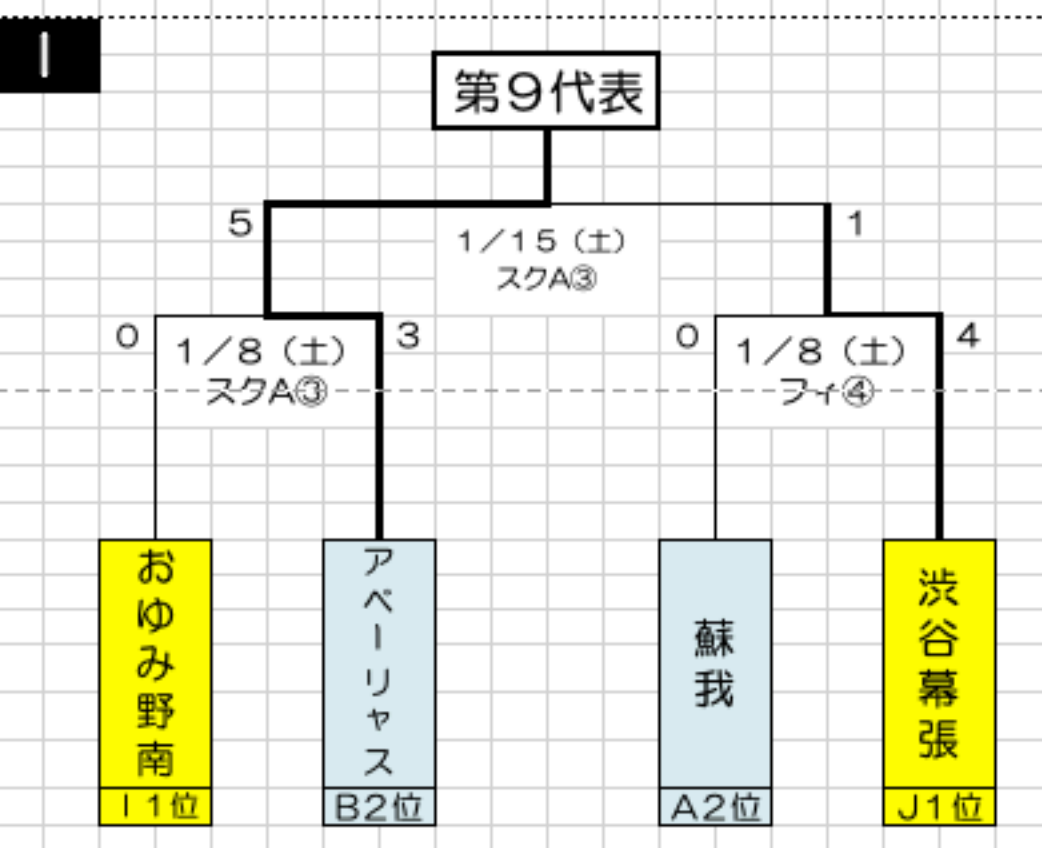 I
第９代表
5
1
１／１５（土）
スクA③
0
3
0
4
１／８（土）
１／８（土）
スクA③
フィ④
おゆみ野南
アベーリャス
蘇我
渋谷幕張
I１位
B２位
A２位
J１位